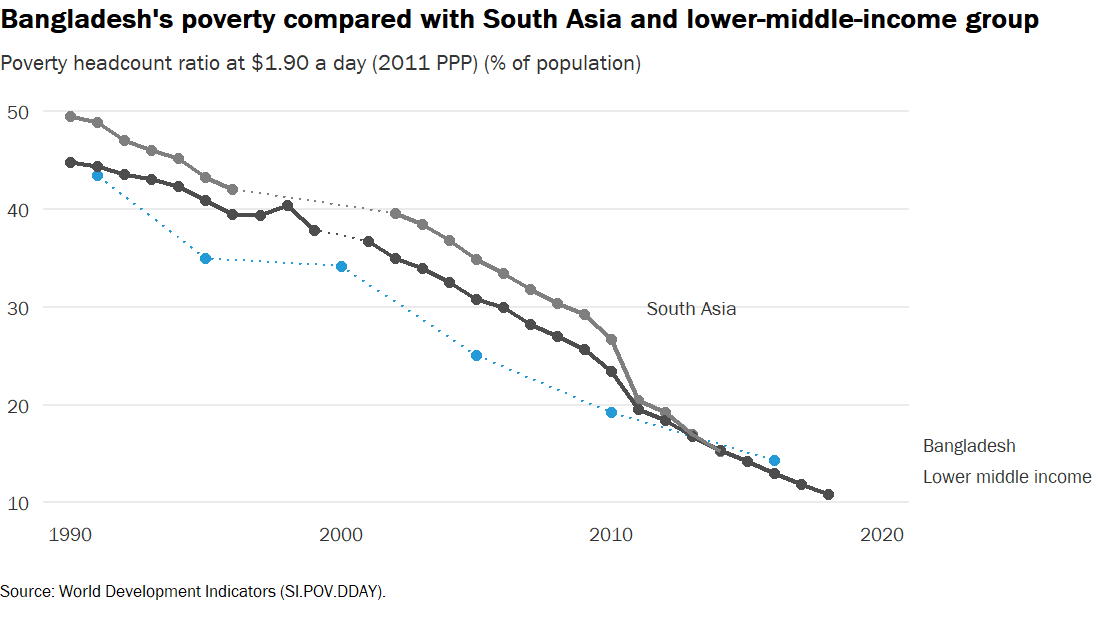 Bangladesh's poverty compared with South Asia and lower-middle-income group
Poverty headcount ratio at $1.90 a day (2011 PPP) (% of population)
50
40
30
South Asia
20
Bangladesh
Lower middle income
10
1990 2000 2010 2020
Source: World Development Indicators (SI.POV.DDAY).